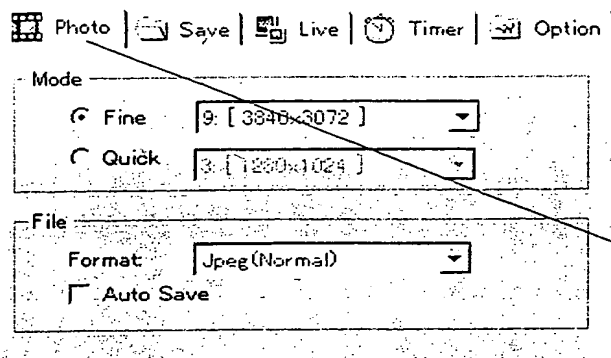 Photo Save Live Timer Option
Mode
Fine 9: [ 3840x3072 ]
Quick 3: [ 1280x1024 ]
File
Format: Jpeg(Normal)
Auto Save